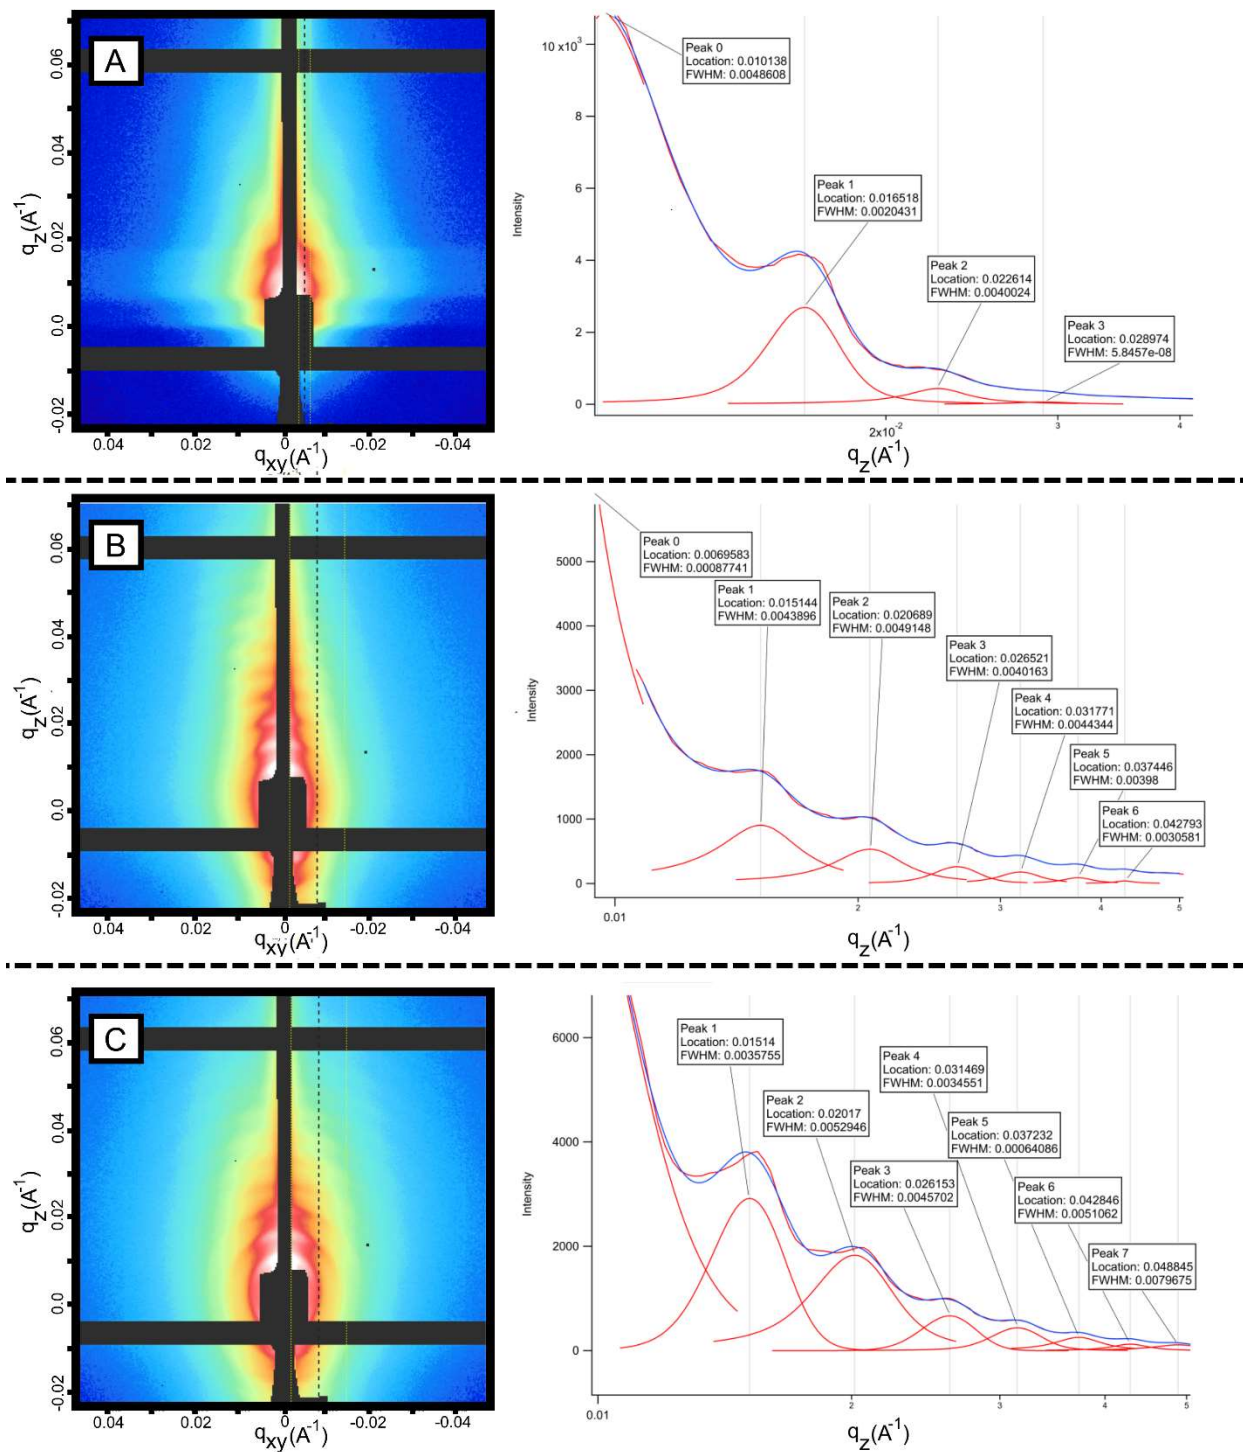 A
0.06
0.04
0.02
0.0
-0.02
qz(A-1)
0.04
0.02
0
-0.02
-0.04
qxy(A-1)
10 x10³
8
6
4
2
0
Intensity
Peak 0
Location: 0.010138
FWHM: 0.0048608
Peak 1
Location: 0.016518
FWHM: 0.0020431
Peak 2
Location: 0.022614
FWHM: 0.0040024
Peak 3
Location: 0.028974
FWHM: 5.8457e-08
2x10-2
3
4
qz(A-1)
B
0.06
0.04
0.02
0.0
-0.02
qz(A-1)
0.04
0.02
0
-0.02
-0.04
qxy(A-1)
5000
4000
3000
2000
1000
0
Intensity
Peak 0
Location: 0.0069583
FWHM: 0.00087741
Peak 1
Location: 0.015144
FWHM: 0.0043896
Peak 2
Location: 0.020689
FWHM: 0.0049148
Peak 3
Location: 0.026521
FWHM: 0.0040163
Peak 4
Location: 0.031771
FWHM: 0.0044344
Peak 5
Location: 0.037446
FWHM: 0.00398
Peak 6
Location: 0.042793
FWHM: 0.0030581
0.01
2
3
4
5
qz(A-1)
C
0.06
0.04
0.02
0.0
-0.02
qz(A-1)
0.04
0.02
0
-0.02
-0.04
qxy(A-1)
6000
4000
2000
0
Intensity
Peak 1
Location: 0.01514
FWHM: 0.0035755
Peak 2
Location: 0.02017
FWHM: 0.0052946
Peak 3
Location: 0.026153
FWHM: 0.0045702
Peak 4
Location: 0.031469
FWHM: 0.0034551
Peak 5
Location: 0.037232
FWHM: 0.00064086
Peak 6
Location: 0.042846
FWHM: 0.0051062
Peak 7
Location: 0.048845
FWHM: 0.0079675
0.01
2
3
4
5
qz(A-1)